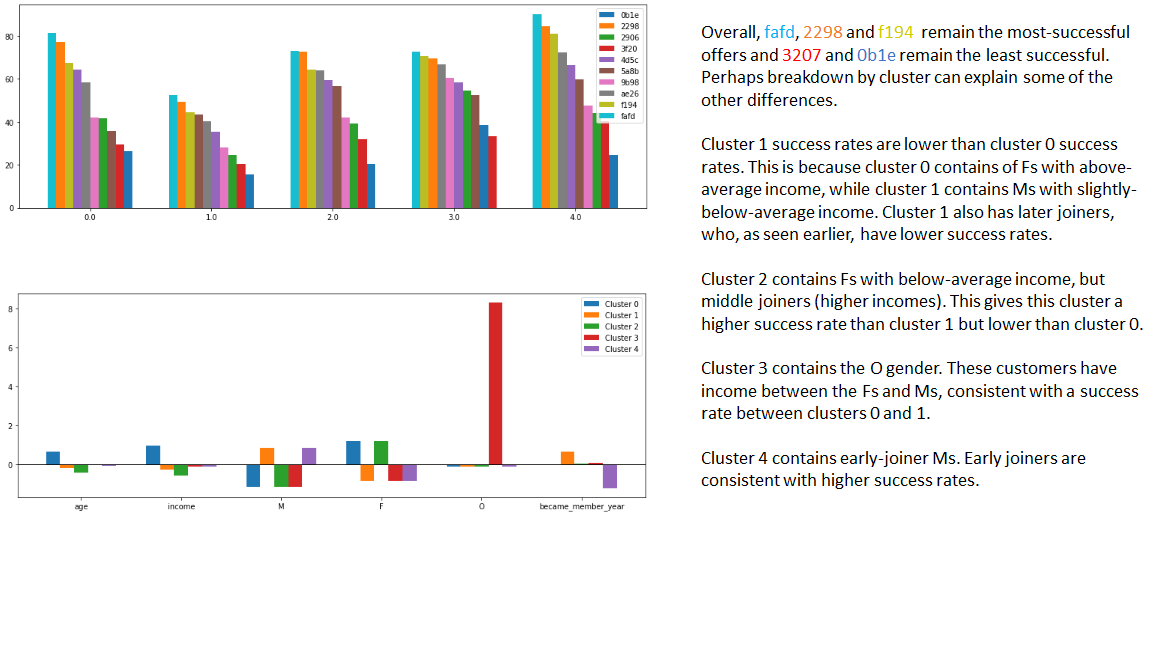 80
60
40
20
0
0.0
1.0
2.0
3.0
4.0
0b1e
2298
2906
3f20
4d5c
5a8b
9b98
ae26
f194
fafd
8
6
4
2
0
age
income
M
F
O
became_member_year
Cluster 0
Cluster 1
Cluster 2
Cluster 3
Cluster 4
Overall, fafd, 2298 and f194 remain the most-successful
offers and 3207 and 0b1e remain the least successful.
Perhaps breakdown by cluster can explain some of the
other differences.
Cluster 1 success rates are lower than cluster 0 success
rates. This is because cluster 0 contains of Fs with above-
average income, while cluster 1 contains Ms with slightly-
below-average income. Cluster 1 also has later joiners,
who, as seen earlier, have lower success rates.
Cluster 2 contains Fs with below-average income, but
middle joiners (higher incomes). This gives this cluster a
higher success rate than cluster 1 but lower than cluster 0.
Cluster 3 contains the O gender. These customers have
income between the Fs and Ms, consistent with a success
rate between clusters 0 and 1.
Cluster 4 contains early-joiner Ms. Early joiners are
consistent with higher success rates.